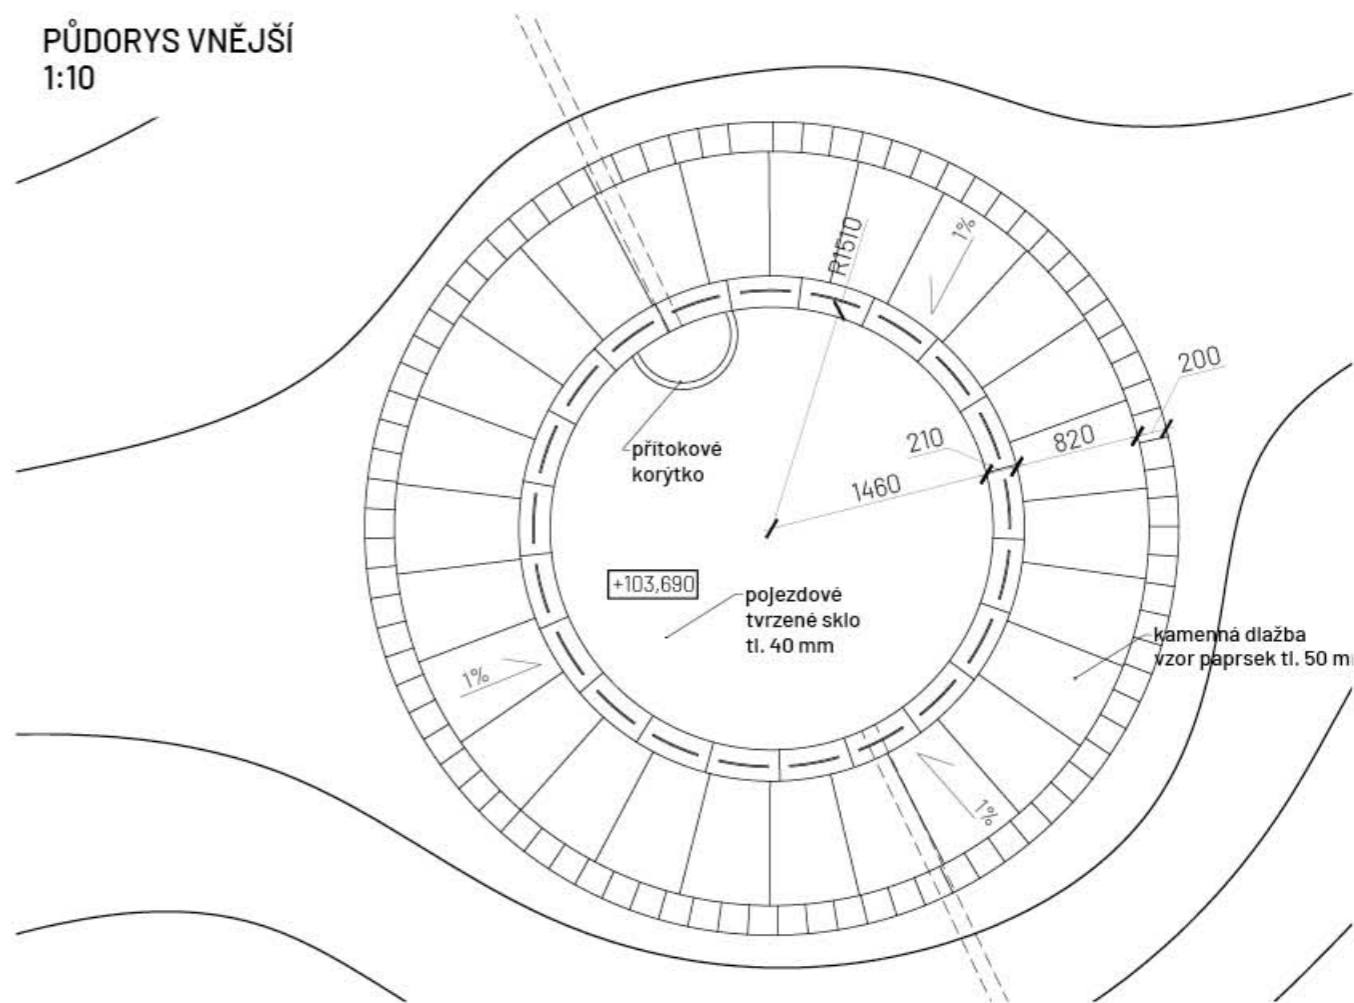 PŮDORYS VNĚJŠÍ
1:10
R1510
1%
200
210
820
1460
přítokové
korýtko
+103,690
pojezdové
tvrzené sklo
tl. 40 mm
kamenná dlažba
vzor paprsek tl. 50 m
1%
1%